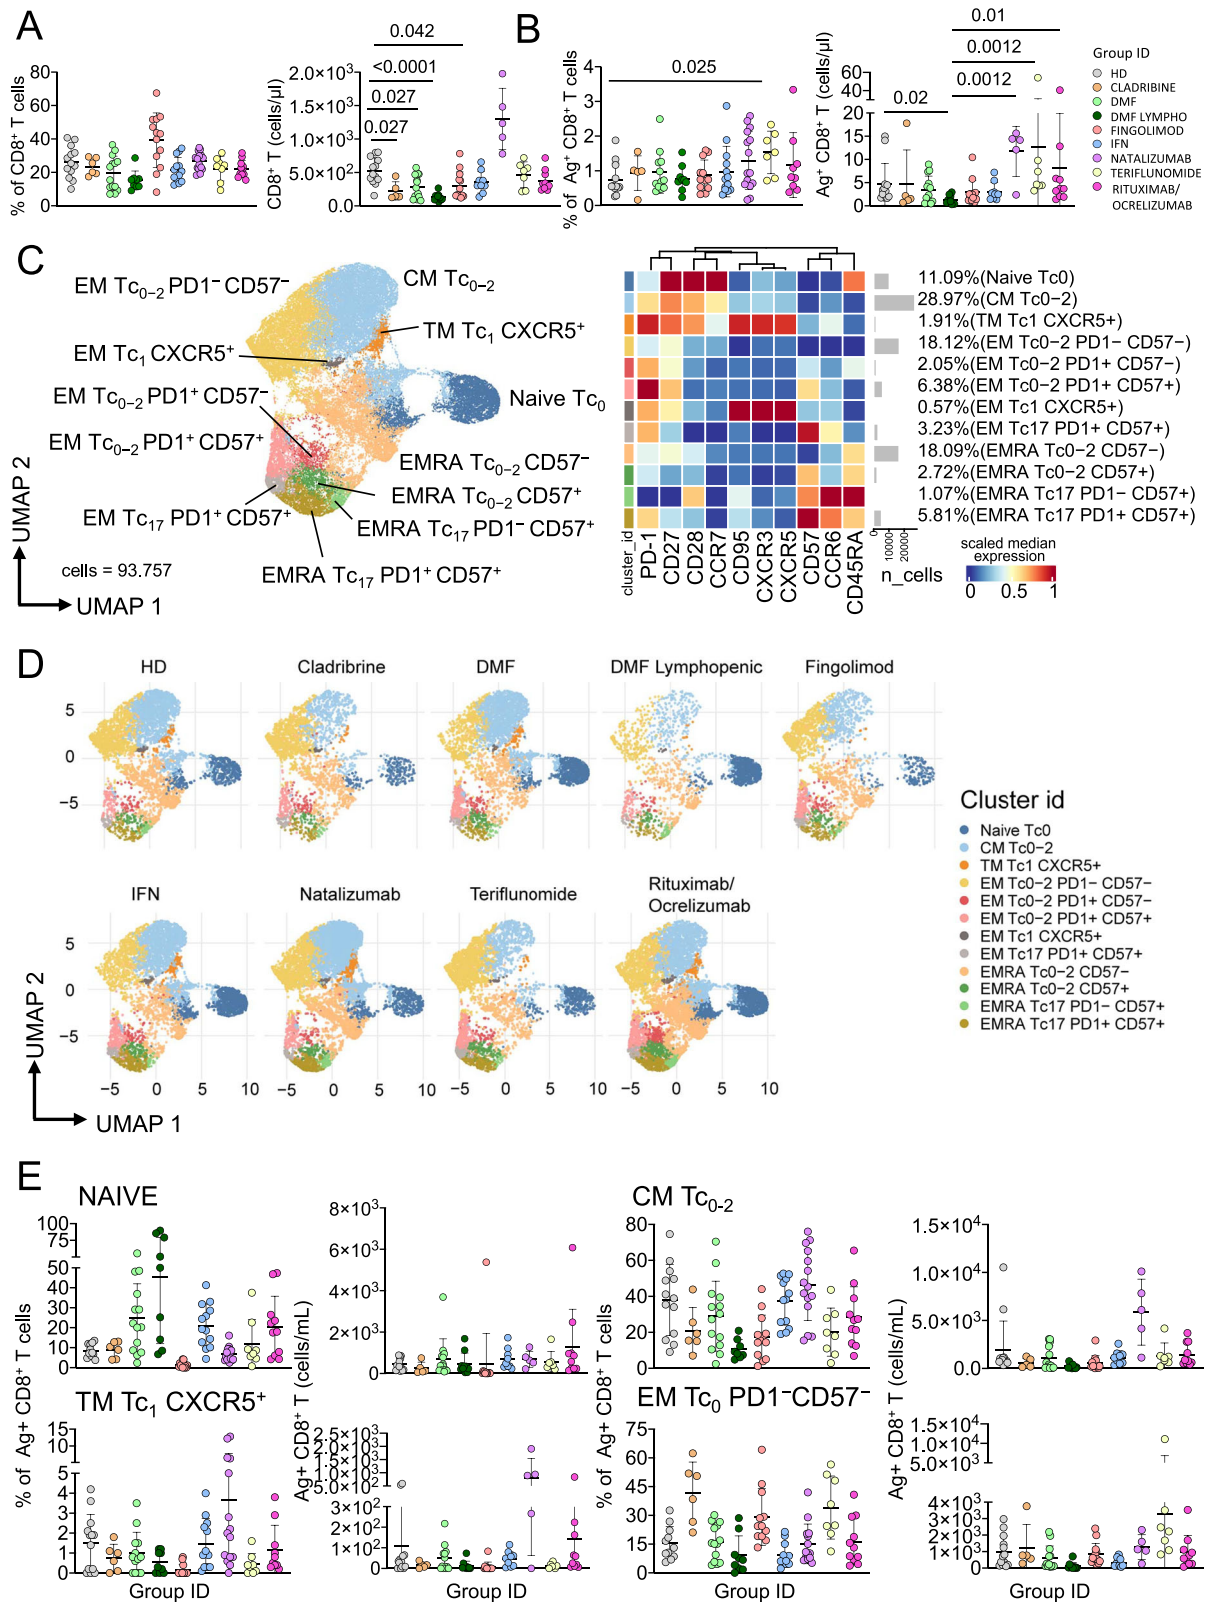 A
% of CD8+ T cells
80
60
40
20
0
CD8+ T (cells/µl)
2.0×10³
1.5×10³
1.0×10³
500.0
0.0
0.042
<0.0001
0.027
0.027
B
% of Ag+ CD8+ T cells
4
3
2
1
0
0.025
Ag+ CD8+ T (cells/µl)
60
40
20
20
15
10
5
0
0.01
0.0012
0.0012
0.02
Group ID
HD
CLADRIBINE
DMF
DMF LYMPHO
FINGOLIMOD
IFN
NATALIZUMAB
TERIFLUNOMIDE
RITUXIMAB/
OCRELIZUMAB
C
EM Tc0−2 PD1− CD57−
CM Tc0−2
TM Tc1 CXCR5+
EM Tc1 CXCR5+
EM Tc0−2 PD1+ CD57−
Naive Tc0
EM Tc0−2 PD1+ CD57+
EMRA Tc0−2 CD57−
EMRA Tc0−2 CD57+
EM Tc17 PD1+ CD57+
EMRA Tc17 PD1− CD57+
EMRA Tc17 PD1+ CD57+
cells = 93.757
UMAP 2
UMAP 1
11.09%(Naive Tc0)
28.97%(CM Tc0−2)
1.91%(TM Tc1 CXCR5+)
18.12%(EM Tc0−2 PD1− CD57−)
2.05%(EM Tc0−2 PD1+ CD57−)
6.38%(EM Tc0−2 PD1+ CD57+)
0.57%(EM Tc1 CXCR5+)
3.23%(EM Tc17 PD1+ CD57+)
18.09%(EMRA Tc0−2 CD57−)
2.72%(EMRA Tc0−2 CD57+)
1.07%(EMRA Tc17 PD1− CD57+)
5.81%(EMRA Tc17 PD1+ CD57+)
cluster_id
PD-1
CD27
CD28
CCR7
CD95
CXCR3
CXCR5
CD57
CCR6
CD45RA
0
10000
20000
n_cells
scaled median
expression
0 0.5 1
D
HD
Cladribrine
DMF
DMF Lymphopenic
Fingolimod
5
0
−5
IFN
Natalizumab
Teriflunomide
Rituximab/
Ocrelizumab
5
0
−5
−5 0 5 10
−5 0 5 10
−5 0 5 10
−5 0 5 10
UMAP 2
UMAP 1
Cluster id
Naive Tc0
CM Tc0−2
TM Tc1 CXCR5+
EM Tc0−2 PD1− CD57−
EM Tc0−2 PD1+ CD57−
EM Tc0−2 PD1+ CD57+
EM Tc1 CXCR5+
EM Tc17 PD1+ CD57+
EMRA Tc0−2 CD57−
EMRA Tc0−2 CD57+
EMRA Tc17 PD1− CD57+
EMRA Tc17 PD1+ CD57+
E
NAIVE
100
75
50
40
30
20
10
0
8×10³
6×10³
4×10³
2×10³
0
CM Tc0-2
80
60
40
20
0
1.5×10⁴
1.0×10⁴
5.0×10³
0.0
% of Ag+ CD8+ T cells
Ag+ CD8+ T (cells/mL)
% of Ag+ CD8+ T cells
Ag+ CD8+ T (cells/mL)
TM Tc1 CXCR5+
15
10
5
4
3
2
1
0
2.5×10³
2.0×10³
1.5×10³
1.0×10³
5.0×10²
3×10²
2×10²
1×10²
0
EM Tc0 PD1−CD57−
75
60
45
30
15
0
2.0×10⁴
1.5×10⁴
1.0×10⁴
5.0×10³
4×10³
3×10³
2×10³
1×10³
0
Group ID
Group ID
Group ID
Group ID